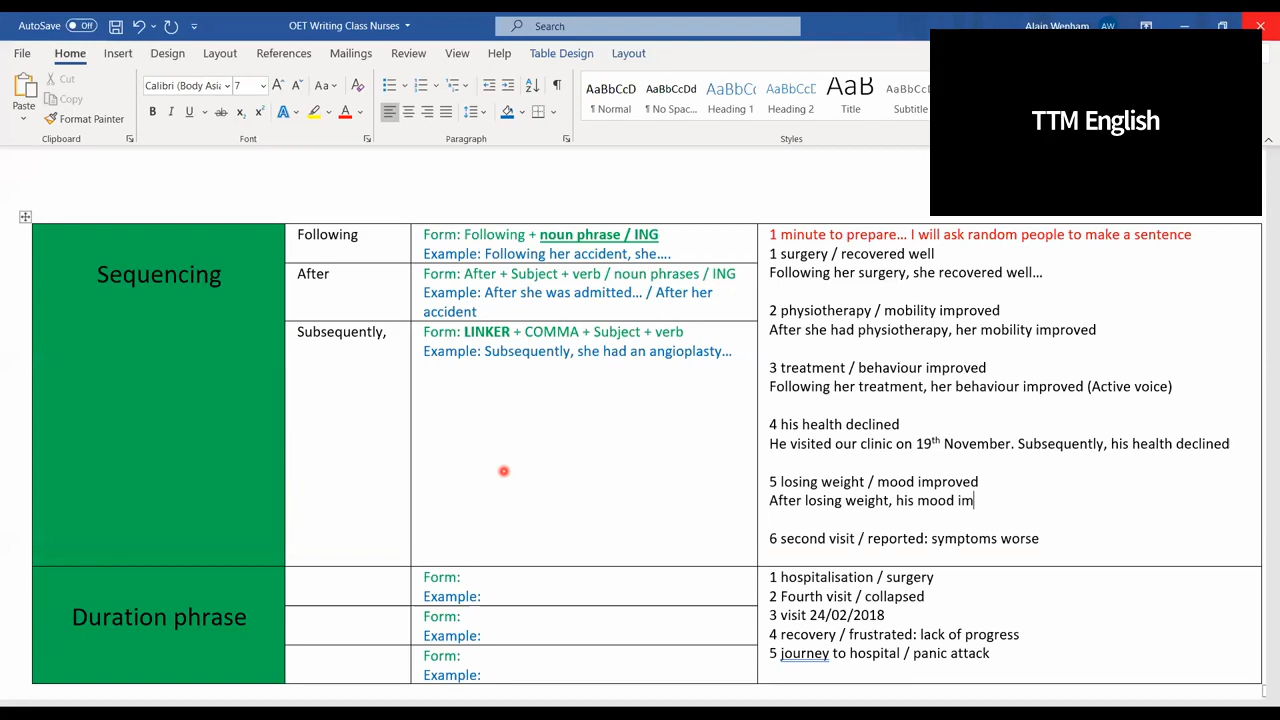 AutoSave Off
OET Writing Class Nurses
Search
Alain Wenham AW
File Home Insert Design Layout References Mailings Review View Help Table Design Layout
Paste
Cut
Copy
Format Painter
Calibri (Body Asia 7
AaBbCcI AaBbCcDd AaBbCc AaBbCcC AaB AaBbCcC
¶ Normal ¶ No Spac... Heading 1 Heading 2 Title Subtitle
Clipboard Font Paragraph Styles
TTM English
Sequencing
Following
Form: Following + noun phrase / ING
Example: Following her accident, she....
After
Form: After + Subject + verb / noun phrases / ING
Example: After she was admitted... / After her
accident
Subsequently,
Form: LINKER + COMMA + Subject + verb
Example: Subsequently, she had an angioplasty...
1 minute to prepare... I will ask random people to make a sentence
1 surgery / recovered well
Following her surgery, she recovered well...
2 physiotherapy / mobility improved
After she had physiotherapy, her mobility improved
3 treatment / behaviour improved
Following her treatment, her behaviour improved (Active voice)
4 his health declined
He visited our clinic on 19th November. Subsequently, his health declined
5 losing weight / mood improved
After losing weight, his mood im
6 second visit / reported: symptoms worse
Duration phrase
Form:
Example:
Form:
Example:
Form:
Example:
1 hospitalisation / surgery
2 Fourth visit / collapsed
3 visit 24/02/2018
4 recovery / frustrated: lack of progress
5 journey to hospital / panic attack